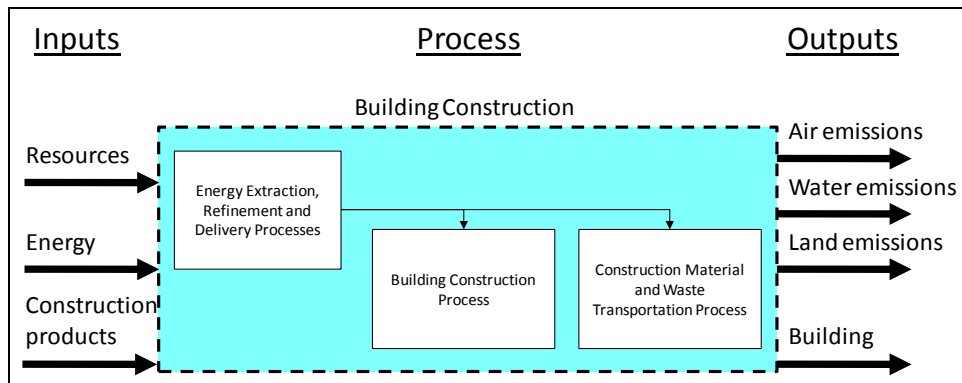 Inputs
Process
Outputs
Building Construction
Resources
Energy
Construction
products
Energy Extraction,
Refinement and
Delivery Processes
Building Construction
Process
Construction Material
and Waste
Transportation Process
Air emissions
Water emissions
Land emissions
Building